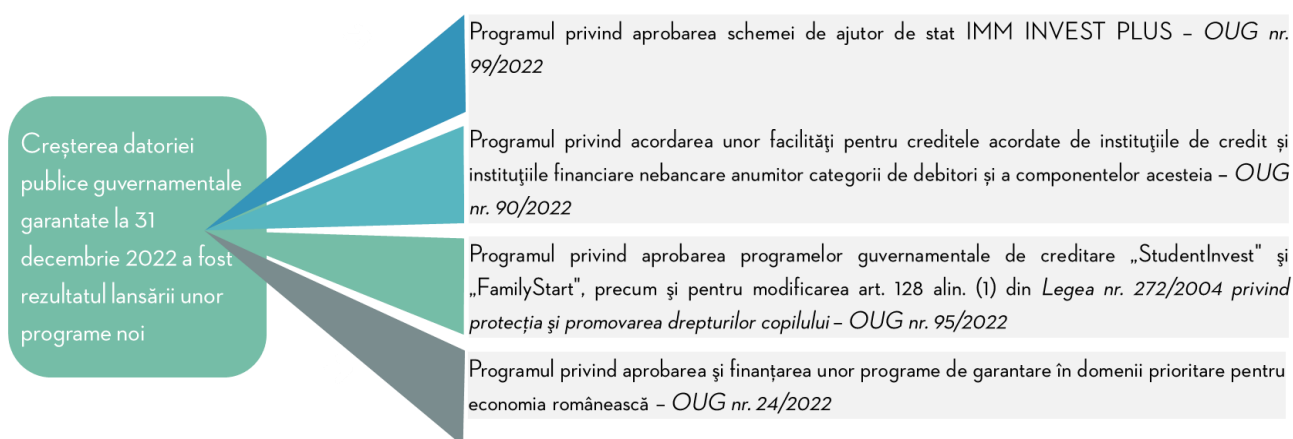 Creșterea datoriei
publice guvernamentale
garantate la 31
decembrie 2022 a fost
rezultatul lansării unor
programe noi
Programul privind aprobarea schemei de ajutor de stat IMM INVEST PLUS – OUG nr.
99/2022
Programul privind acordarea unor facilităţi pentru creditele acordate de instituţiile de credit și
instituţiile financiare nebancare anumitor categorii de debitori și a componentelor acesteia – OUG
nr. 90/2022
Programul privind aprobarea programelor guvernamentale de creditare „StudentInvest" şi
„FamilyStart", precum şi pentru modificarea art. 128 alin. (1) din Legea nr. 272/2004 privind
protecția şi promovarea drepturilor copilului – OUG nr. 95/2022
Programul privind aprobarea şi finanțarea unor programe de garantare în domenii prioritare pentru
economia românească – OUG nr. 24/2022